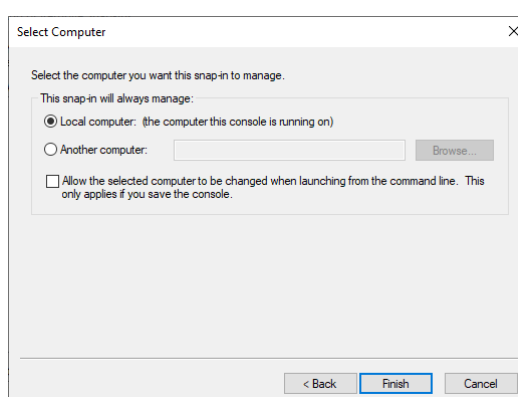 Select Computer
Select the computer you want this snap-in to manage.
This snap-in will always manage:
Local computer: (the computer this console is running on)
Another computer:
Browse...
Allow the selected computer to be changed when launching from the command line. This
only applies if you save the console.
< Back
Finish
Cancel